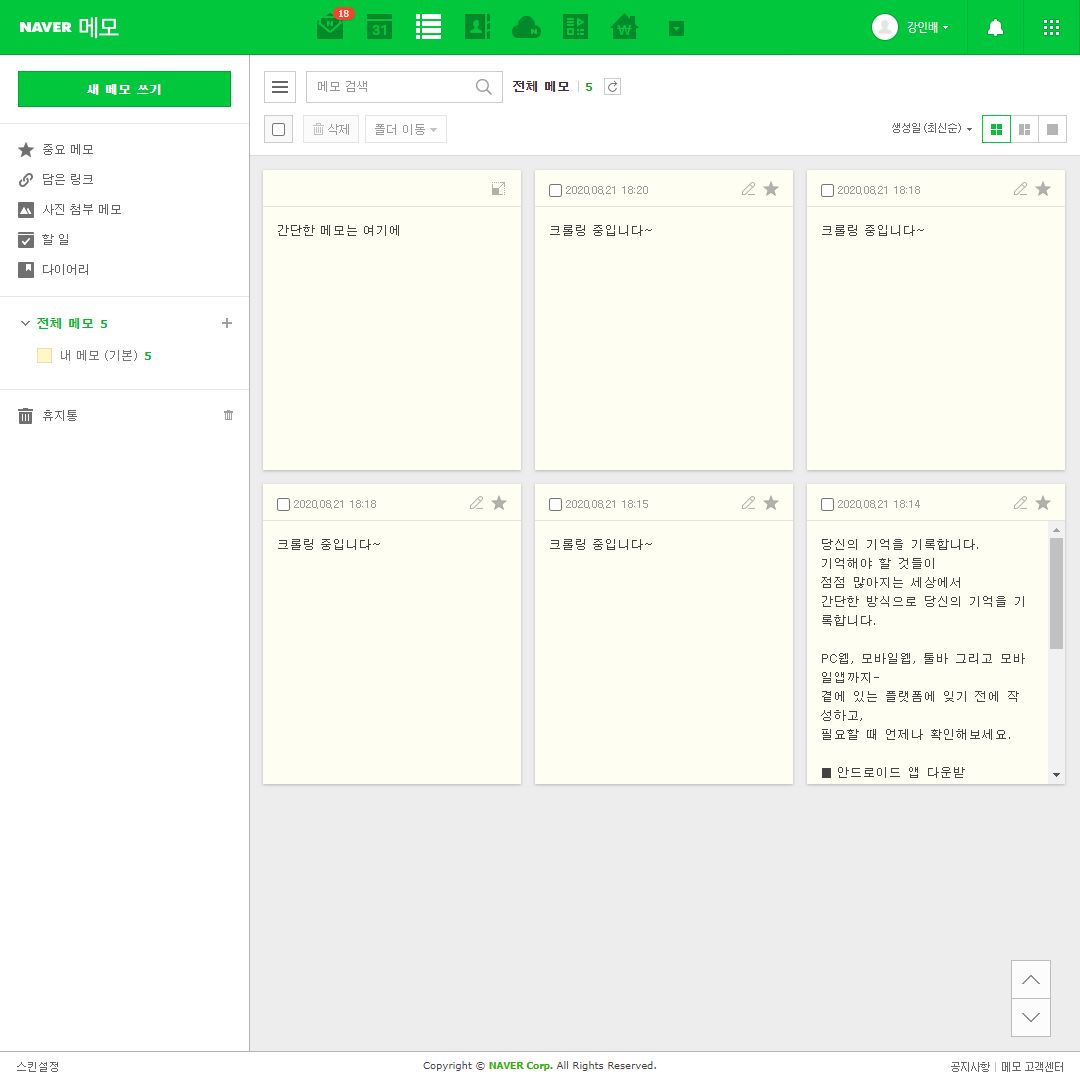 NAVER 메모
18
31
강인배
새 메모 쓰기
메모 검색
전체 메모 5
삭제
폴더 이동
생성일(최신순)
중요 메모
담은 링크
사진 첨부 메모
할 일
다이어리
전체 메모 5
내 메모 (기본) 5
휴지통
간단한 메모는 여기에
2020.08.21 18:20
크롤링 중입니다~
2020.08.21 18:18
크롤링 중입니다~
2020.08.21 18:18
크롤링 중입니다~
2020.08.21 18:15
크롤링 중입니다~
2020.08.21 18:14
당신의 기억을 기록합니다.
기억해야 할 것들이
점점 많아지는 세상에서
간단한 방식으로 당신의 기억을 기
록합니다.
PC웹, 모바일웹, 툴바 그리고 모바
일앱까지-
곁에 있는 플랫폼에 잊기 전에 작
성하고,
필요할 때 언제나 확인해보세요.
■ 안드로이드 앱 다운받
스킨설정
Copyright © NAVER Corp. All Rights Reserved.
공지사항 | 메모 고객센터